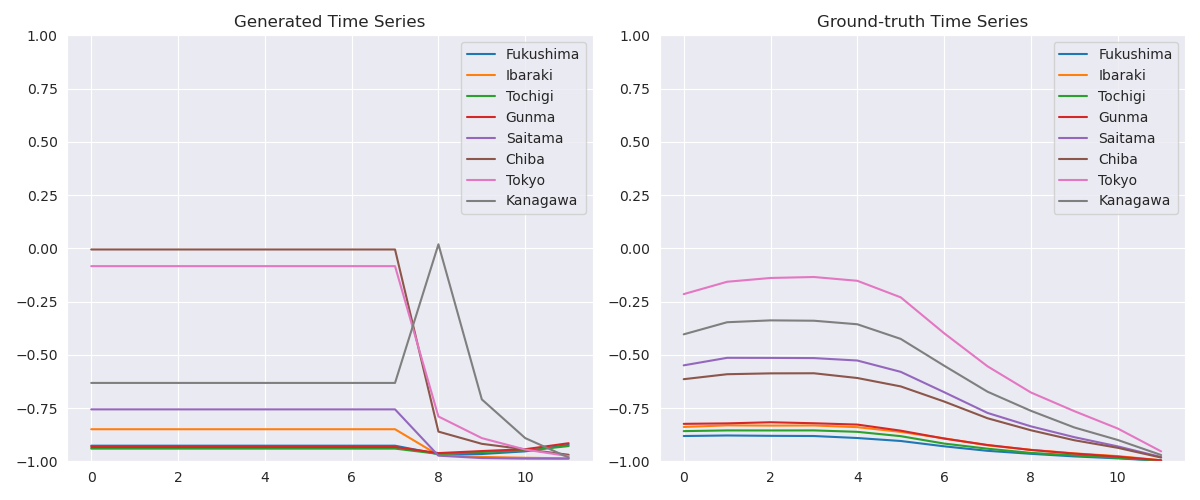 Generated Time Series
1.00
0.75
0.50
0.25
0.00
−0.25
−0.50
−0.75
−1.00
0 2 4 6 8 10
Fukushima
Ibaraki
Tochigi
Gunma
Saitama
Chiba
Tokyo
Kanagawa
Ground-truth Time Series
1.00
0.75
0.50
0.25
0.00
−0.25
−0.50
−0.75
−1.00
0 2 4 6 8 10
Fukushima
Ibaraki
Tochigi
Gunma
Saitama
Chiba
Tokyo
Kanagawa